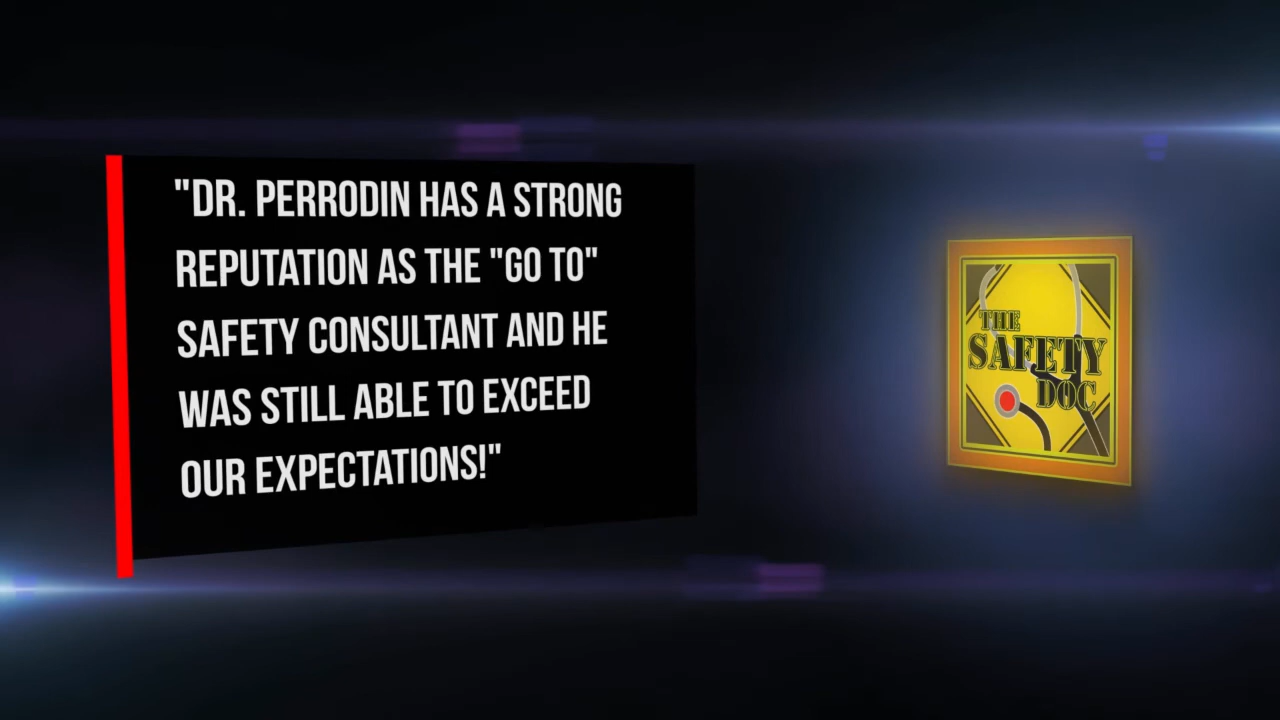 "DR. PERRODIN HAS A STRONG
REPUTATION AS THE "GO TO"
SAFETY CONSULTANT AND HE
WAS STILL ABLE TO EXCEED
OUR EXPECTATIONS!"
THE
SAFETY
DOC